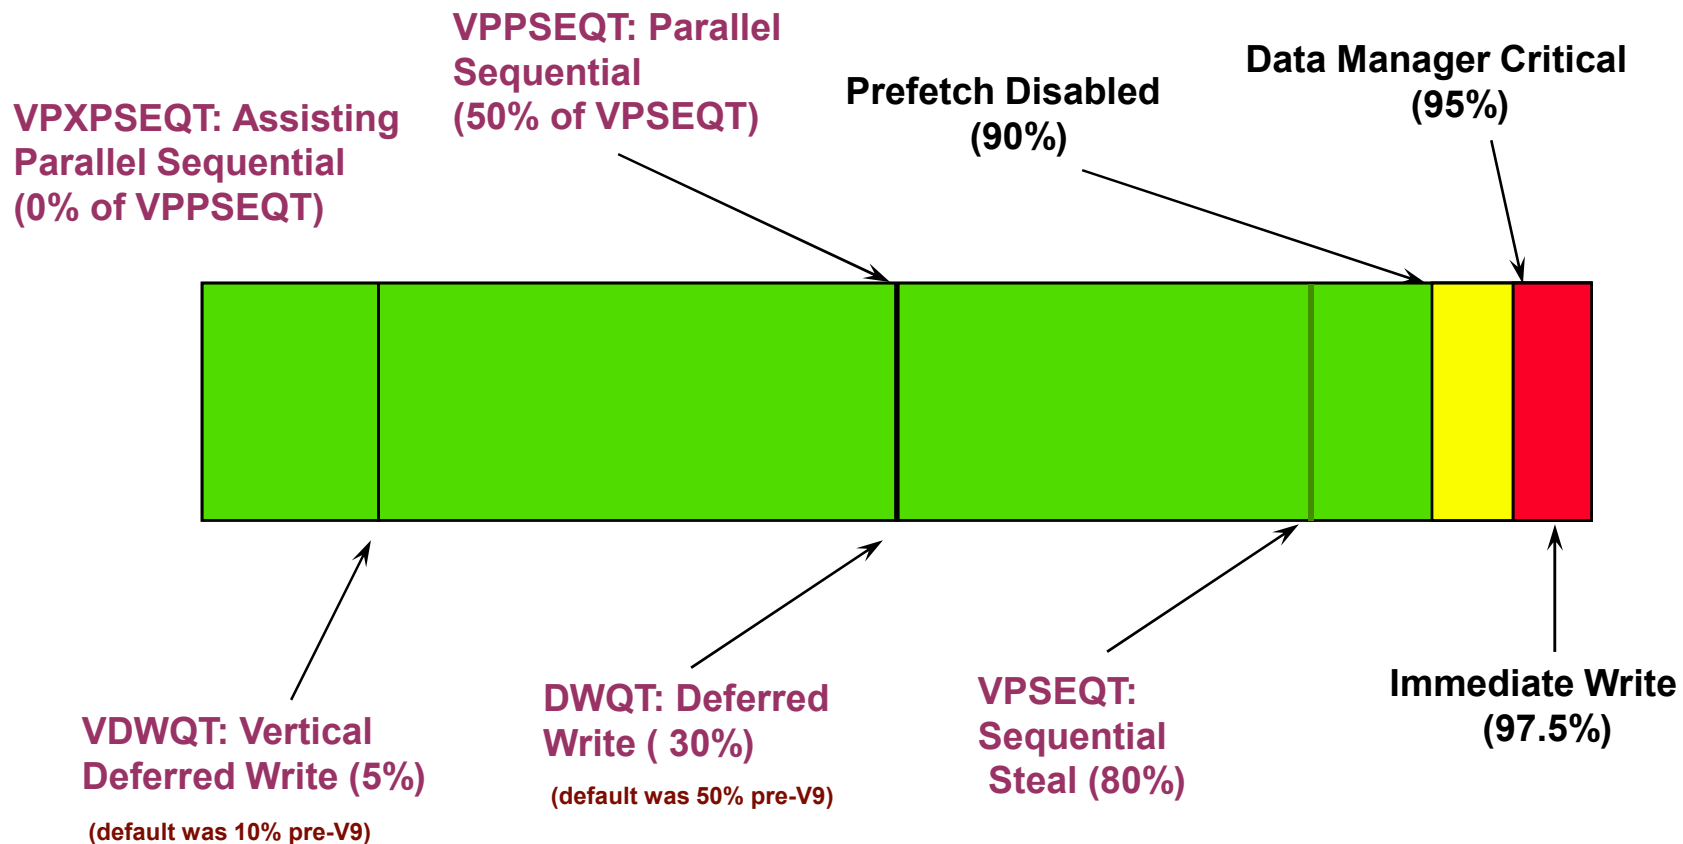 VPPSEQT: Parallel
Sequential
(50% of VPSEQT)
Data Manager Critical
(95%)
Prefetch Disabled
(90%)
VPXPSEQT: Assisting
Parallel Sequential
(0% of VPPSEQT)
VDWQT: Vertical
Deferred Write (5%)
(default was 10% pre-V9)
DWQT: Deferred
Write ( 30%)
(default was 50% pre-V9)
VPSEQT:
Sequential
Steal (80%)
Immediate Write
(97.5%)